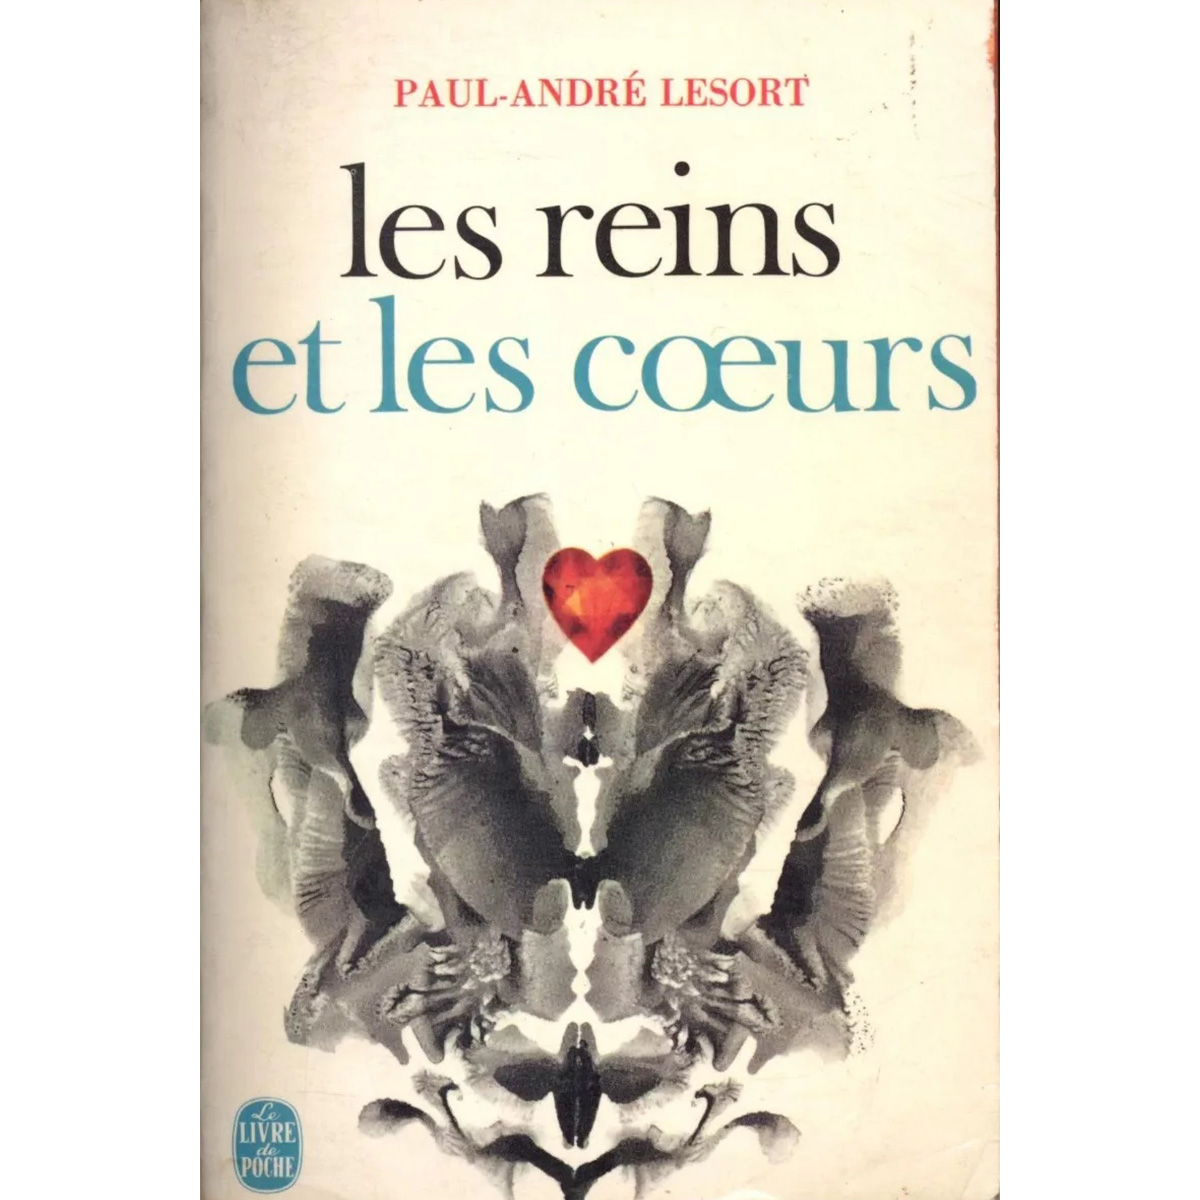 PAUL-ANDRÉ LESORT
les reins
et les cœurs
Le
LIVRE
de
POCHE